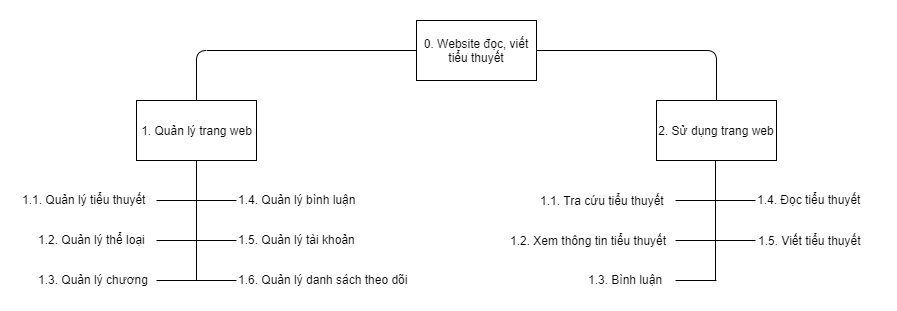 0. Website đọc, viết
tiểu thuyết
1. Quản lý trang web
2. Sử dụng trang web
1.1. Quản lý tiểu thuyết
1.4. Quản lý bình luận
1.2. Quản lý thể loại
1.5. Quản lý tài khoản
1.3. Quản lý chương
1.6. Quản lý danh sách theo dõi
1.1. Tra cứu tiểu thuyết
1.4. Đọc tiểu thuyết
1.2. Xem thông tin tiểu thuyết
1.5. Viết tiểu thuyết
1.3. Bình luận